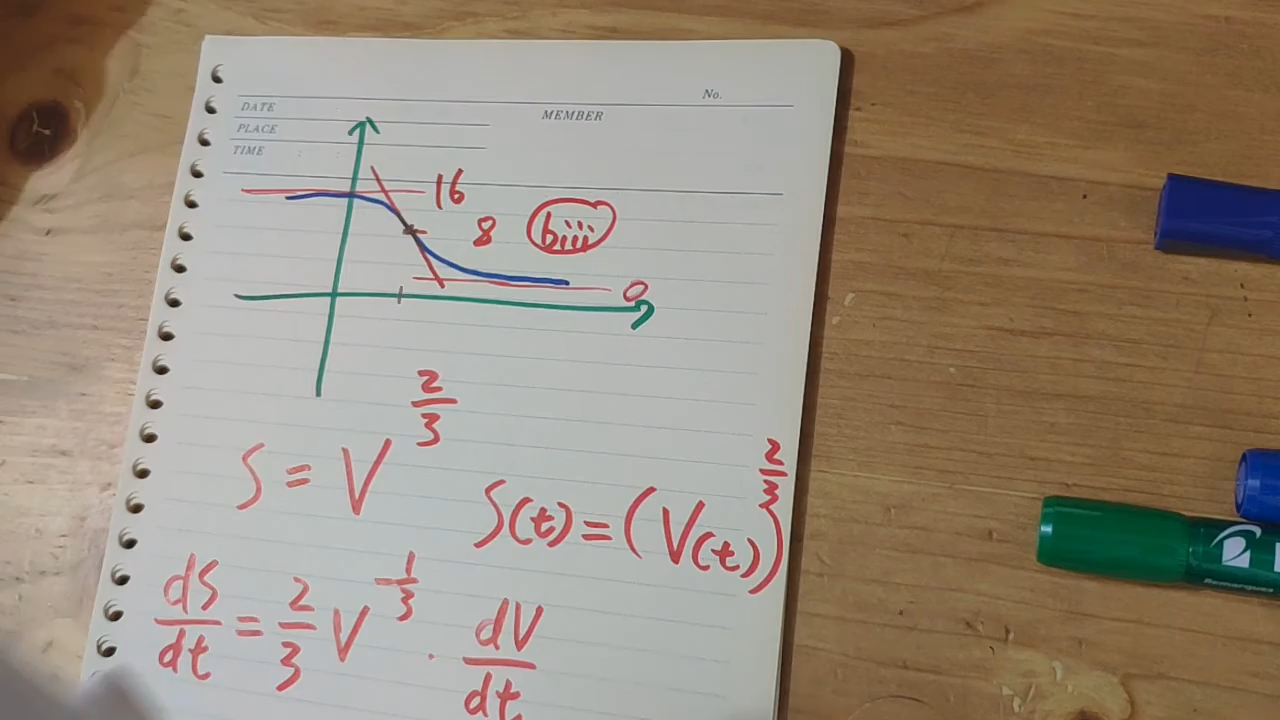 No.
DATE
MEMBER
PLACE
TIME : :
16
8 biii
0
S = V^{2/3}
S(t) = (V(t))^{2/3}
dS/dt = 2/3 V^{-1/3} · dV/dt